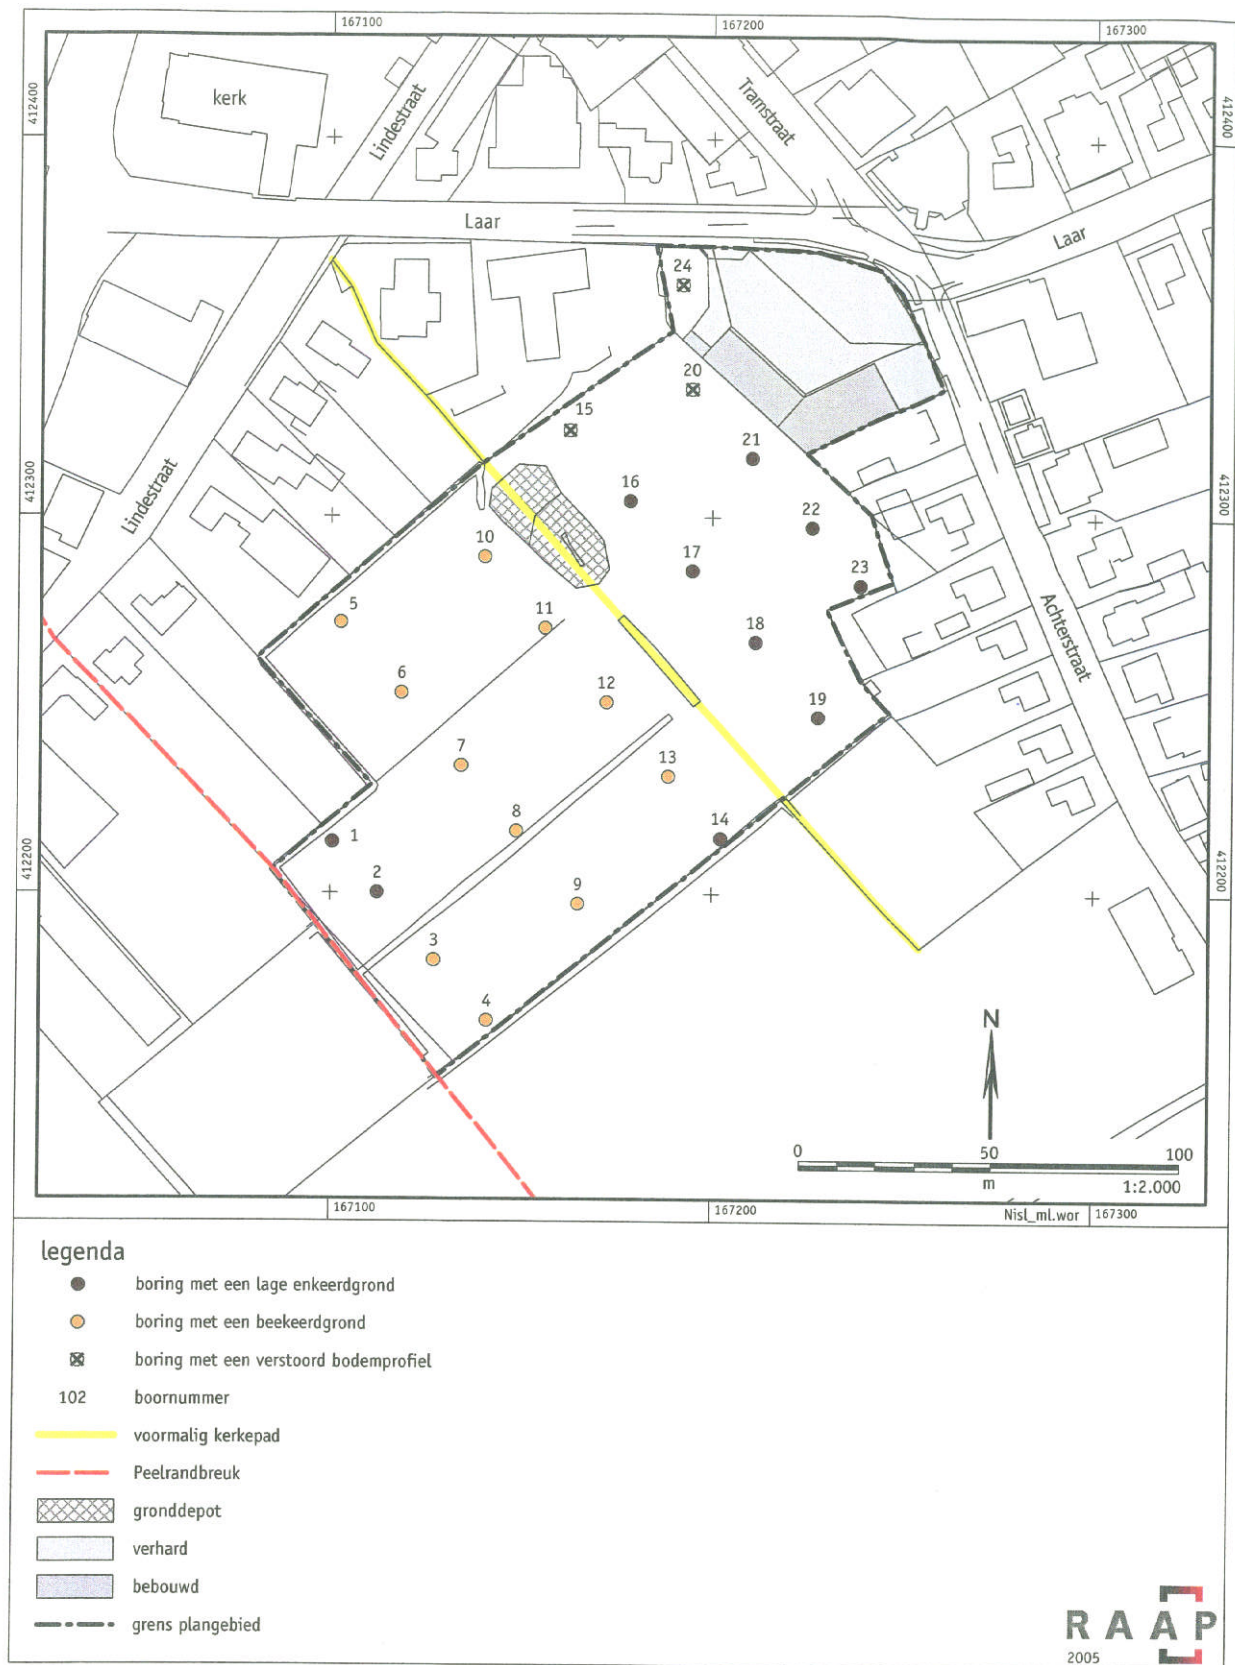 167100
167200
167300
412400
412400
kerk
Lindestraat
Tramstraat
Laar
Laar
24
20
15
21
16
22
412300
412300
Lindestraat
10
17
23
5
11
18
Achterstraat
6
12
19
7
13
8
14
1
412200
412200
2
9
3
4
N
0 50 100
m 1:2.000
167100
167200
Nisl_ml.wor
167300
legenda
boring met een lage enkeerdgrond
boring met een beekeerdgrond
boring met een verstoord bodemprofiel
102 boornummer
voormalig kerkepad
Peelrandbreuk
gronddepot
verhard
bebouwd
grens plangebied
RAAP
2005